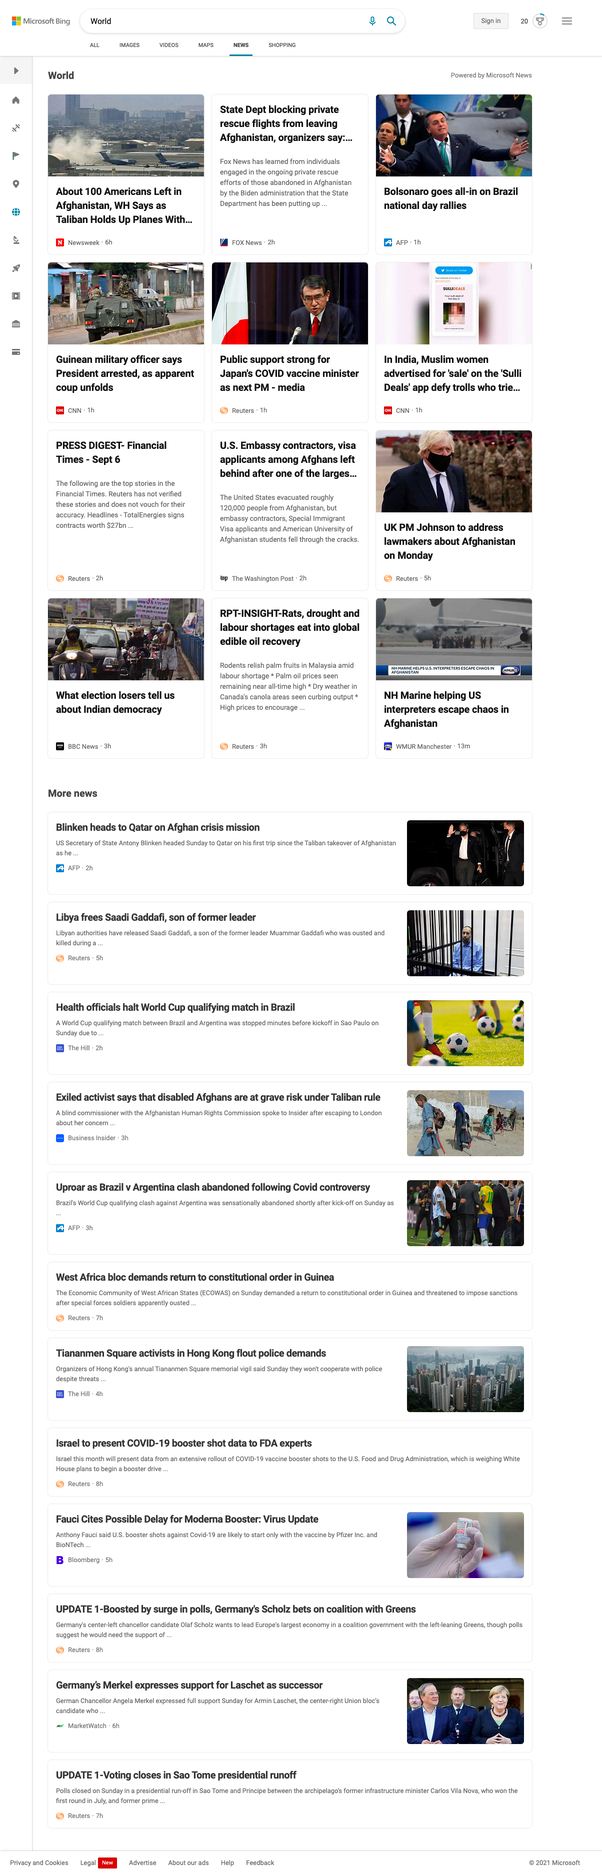 Microsoft Bing
World
Sign in
20
ALL
IMAGES
VIDEOS
MAPS
NEWS
SHOPPING
World
Powered by Microsoft News
About 100 Americans Left in
Afghanistan, WH Says as
Taliban Holds Up Planes With...
Newsweek · 6h
State Dept blocking private
rescue flights from leaving
Afghanistan, organizers say:...
Fox News has learned from individuals
engaged in the ongoing private rescue
efforts of those abandoned in Afghanistan
by the Biden administration that the State
Department has been putting up ...
FOX News · 2h
Bolsonaro goes all-in on Brazil
national day rallies
AFP · 1h
Guinean military officer says
President arrested, as apparent
coup unfolds
CNN · 1h
Public support strong for
Japan's COVID vaccine minister
as next PM - media
Reuters · 1h
SULLIDEALS
In India, Muslim women
advertised for 'sale' on the 'Sulli
Deals' app defy trolls who trie...
CNN · 1h
PRESS DIGEST- Financial
Times - Sept 6
The following are the top stories in the
Financial Times. Reuters has not verified
these stories and does not vouch for their
accuracy. Headlines - TotalEnergies signs
contracts worth $27bn ...
Reuters · 2h
U.S. Embassy contractors, visa
applicants among Afghans left
behind after one of the larges...
The United States evacuated roughly
120,000 people from Afghanistan, but
embassy contractors, Special Immigrant
Visa applicants and American University of
Afghanistan students fell through the cracks.
The Washington Post · 2h
UK PM Johnson to address
lawmakers about Afghanistan
on Monday
Reuters · 5h
What election losers tell us
about Indian democracy
BBC News · 3h
RPT-INSIGHT-Rats, drought and
labour shortages eat into global
edible oil recovery
Rodents relish palm fruits in Malaysia amid
labour shortage * Palm oil prices seen
remaining near all-time high * Dry weather in
Canada's canola areas seen curbing output *
High prices to encourage ...
Reuters · 3h
NH MARINE HELPS U.S. INTERPRETERS ESCAPE CHAOS IN
AFGHANISTAN
NH Marine helping US
interpreters escape chaos in
Afghanistan
WMUR Manchester · 13m
More news
Blinken heads to Qatar on Afghan crisis mission
US Secretary of State Antony Blinken headed Sunday to Qatar on his first trip since the Taliban takeover of Afghanistan
as he ...
AFP · 2h
Libya frees Saadi Gaddafi, son of former leader
Libyan authorities have released Saadi Gaddafi, a son of the former leader Muammar Gaddafi who was ousted and
killed during a ...
Reuters · 5h
Health officials halt World Cup qualifying match in Brazil
A World Cup qualifying match between Brazil and Argentina was stopped minutes before kickoff in Sao Paulo on
Sunday due to ...
The Hill · 2h
Exiled activist says that disabled Afghans are at grave risk under Taliban rule
A blind commissioner with the Afghanistan Human Rights Commission spoke to Insider after escaping to London
about her concern ...
Business Insider · 3h
Uproar as Brazil v Argentina clash abandoned following Covid controversy
Brazil's World Cup qualifying clash against Argentina was sensationally abandoned shortly after kick-off on Sunday as
...
AFP · 3h
West Africa bloc demands return to constitutional order in Guinea
The Economic Community of West African States (ECOWAS) on Sunday demanded a return to constitutional order in Guinea and threatened to impose sanctions
after special forces soldiers apparently ousted ...
Reuters · 7h
Tiananmen Square activists in Hong Kong flout police demands
Organizers of Hong Kong's annual Tiananmen Square memorial vigil said Sunday they won't cooperate with police
despite threats ...
The Hill · 4h
Israel to present COVID-19 booster shot data to FDA experts
Israel this month will present data from an extensive rollout of COVID-19 vaccine booster shots to the U.S. Food and Drug Administration, which is weighing White
House plans to begin a booster drive ...
Reuters · 8h
Fauci Cites Possible Delay for Moderna Booster: Virus Update
Anthony Fauci said U.S. booster shots against Covid-19 are likely to start only with the vaccine by Pfizer Inc. and
BioNTech ...
Bloomberg · 5h
UPDATE 1-Boosted by surge in polls, Germany's Scholz bets on coalition with Greens
Germany's center-left chancellor candidate Olaf Scholz wants to lead Europe's largest economy in a coalition government with the left-leaning Greens, though polls
suggest he would need the support of ...
Reuters · 8h
Germany's Merkel expresses support for Laschet as successor
German Chancellor Angela Merkel expressed full support Sunday for Armin Laschet, the center-right Union bloc's
candidate who ...
MarketWatch · 6h
UPDATE 1-Voting closes in Sao Tome presidential runoff
Polls closed on Sunday in a presidential run-off in Sao Tome and Principe between the archipelago's former infrastructure minister Carlos Vila Nova, who won the
first round in July, and former prime ...
Reuters · 7h
Privacy and Cookies
Legal
New
Advertise
About our ads
Help
Feedback
© 2021 Microsoft